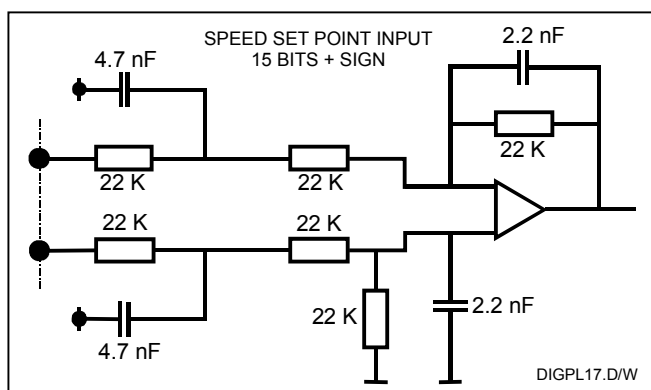 SPEED SET POINT INPUT
15 BITS + SIGN
4.7 nF
2.2 nF
22 K
22 K
22 K
22 K
22 K
22 K
2.2 nF
4.7 nF
DIGPL17.D/W